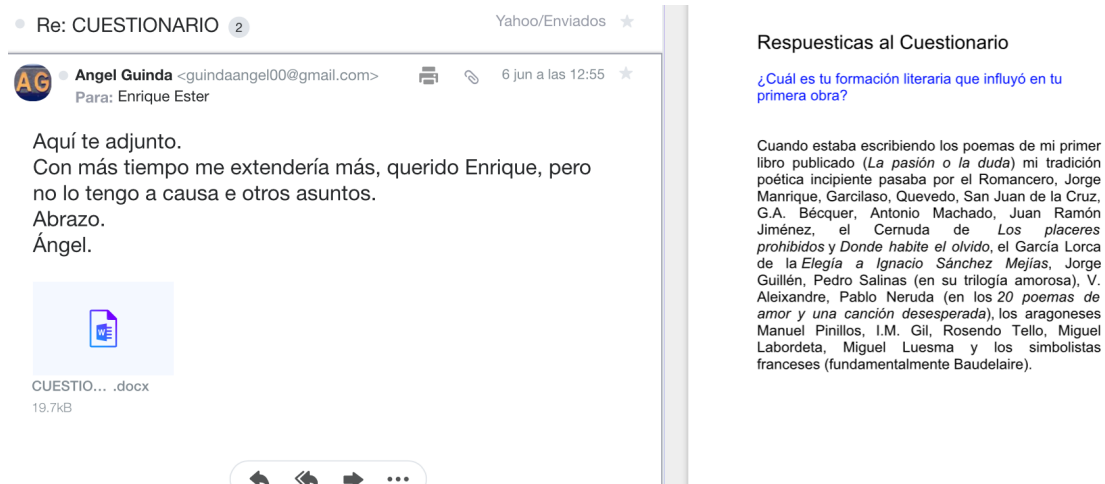 Re: CUESTIONARIO 2
Yahoo/Enviados
AG
Angel Guinda <guindaangel00@gmail.com>
6 jun a las 12:55
Para: Enrique Ester
Aquí te adjunto.
Con más tiempo me extendería más, querido Enrique, pero
no lo tengo a causa e otros asuntos.
Abrazo.
Ángel.
W
CUESTIO... .docx
19.7kB
Respuesticas al Cuestionario
¿Cuál es tu formación literaria que influyó en tu
primera obra?
Cuando estaba escribiendo los poemas de mi primer
libro publicado (La pasión o la duda) mi tradición
poética incipiente pasaba por el Romancero, Jorge
Manrique, Garcilaso, Quevedo, San Juan de la Cruz,
G.A. Bécquer, Antonio Machado, Juan Ramón
Jiménez, el Cernuda de Los placeres
prohibidos y Donde habite el olvido, el García Lorca
de la Elegía a Ignacio Sánchez Mejías, Jorge
Guillén, Pedro Salinas (en su trilogía amorosa), V.
Aleixandre, Pablo Neruda (en los 20 poemas de
amor y una canción desesperada), los aragoneses
Manuel Pinillos, I.M. Gil, Rosendo Tello, Miguel
Labordeta, Miguel Luesma y los simbolistas
franceses (fundamentalmente Baudelaire).